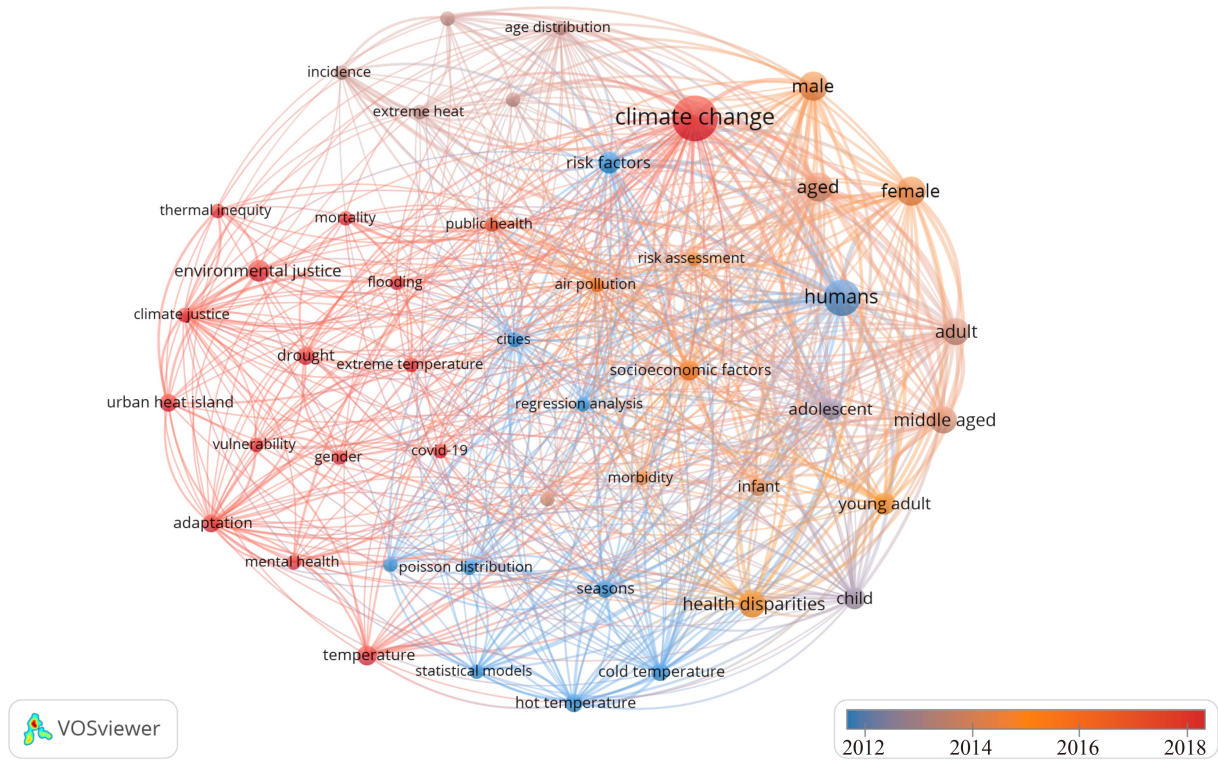 age distribution
incidence
male
extreme heat
climate change
risk factors
aged
female
thermal inequity
mortality
public health
risk assessment
environmental justice
flooding
air pollution
humans
climate justice
cities
adult
drought
extreme temperature
socioeconomic factors
urban heat island
regression analysis
adolescent
middle aged
vulnerability
gender
covid-19
morbidity
infant
young adult
adaptation
mental health
poisson distribution
seasons
health disparities
child
temperature
statistical models
cold temperature
hot temperature
VOSviewer
2012 2014 2016 2018